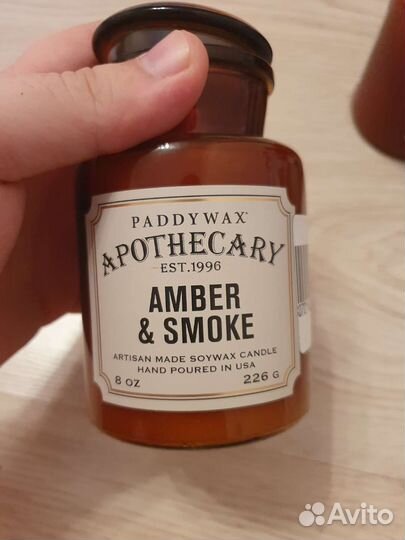 PADDYWAX®
APOTHECARY
EST.1996
AMBER
& SMOKE
ARTISAN MADE SOYWAX CANDLE
HAND POURED IN USA
8 OZ 226 G
Avito